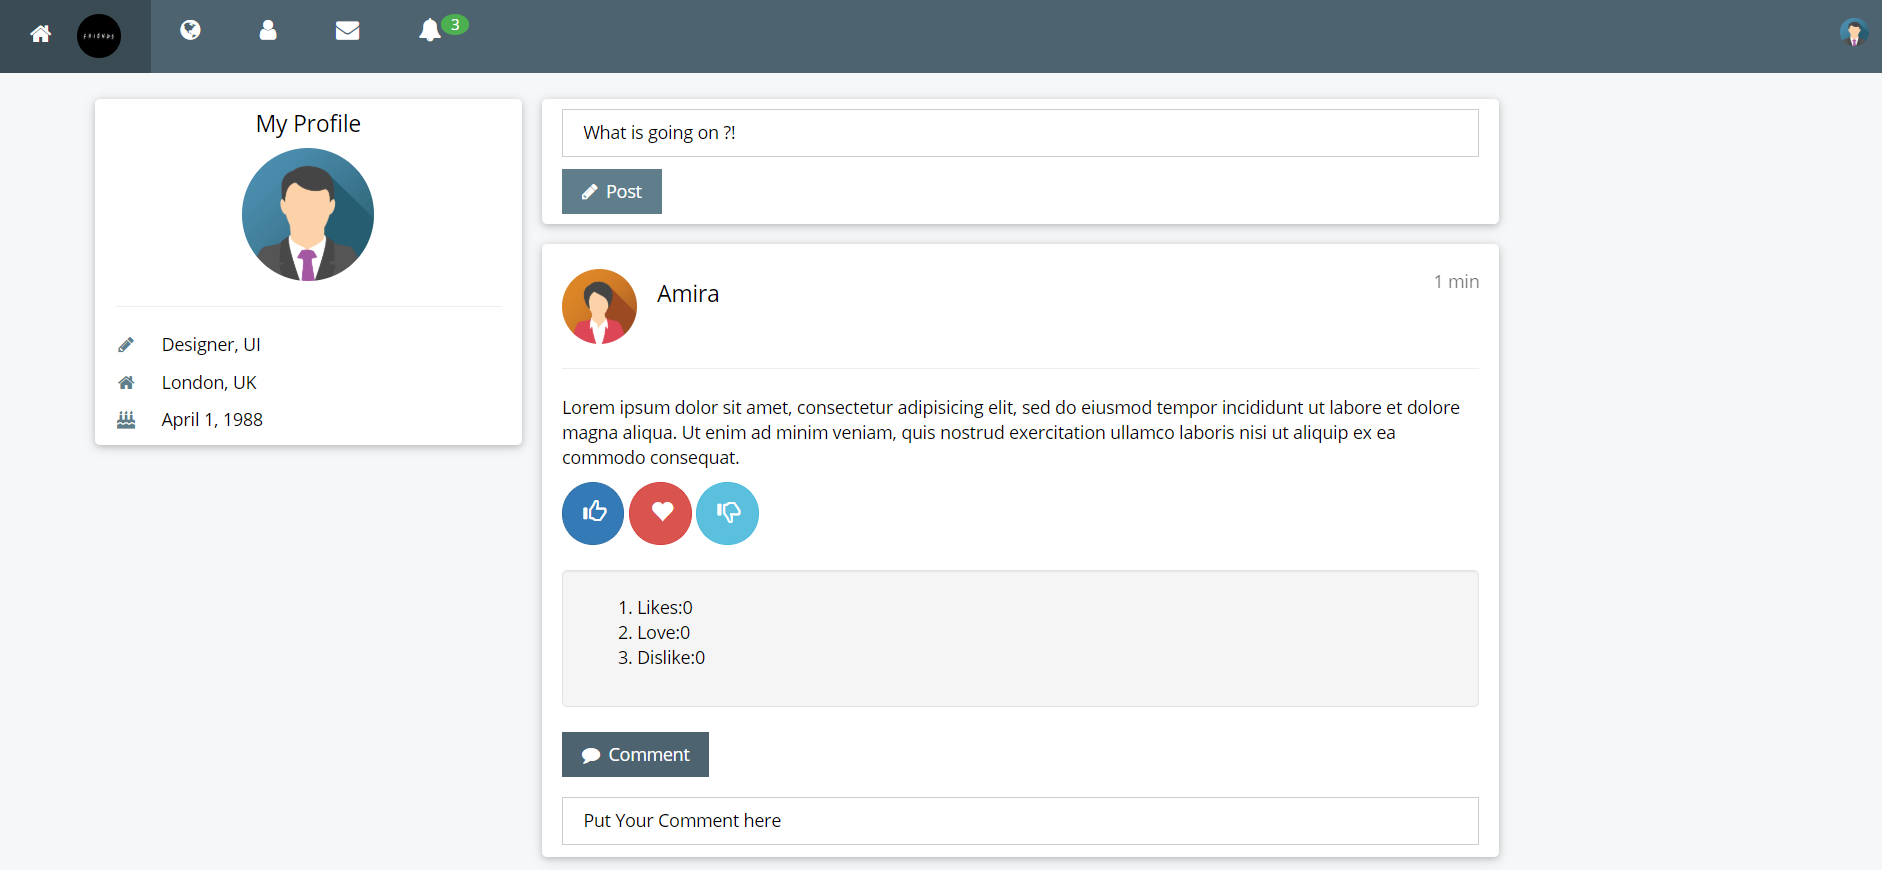 FRIENDS
3
My Profile
Designer, UI
London, UK
April 1, 1988
What is going on ?!
Post
Amira
1 min
Lorem ipsum dolor sit amet, consectetur adipisicing elit, sed do eiusmod tempor incididunt ut labore et dolore
magna aliqua. Ut enim ad minim veniam, quis nostrud exercitation ullamco laboris nisi ut aliquip ex ea
commodo consequat.
1. Likes:0
2. Love:0
3. Dislike:0
Comment
Put Your Comment here